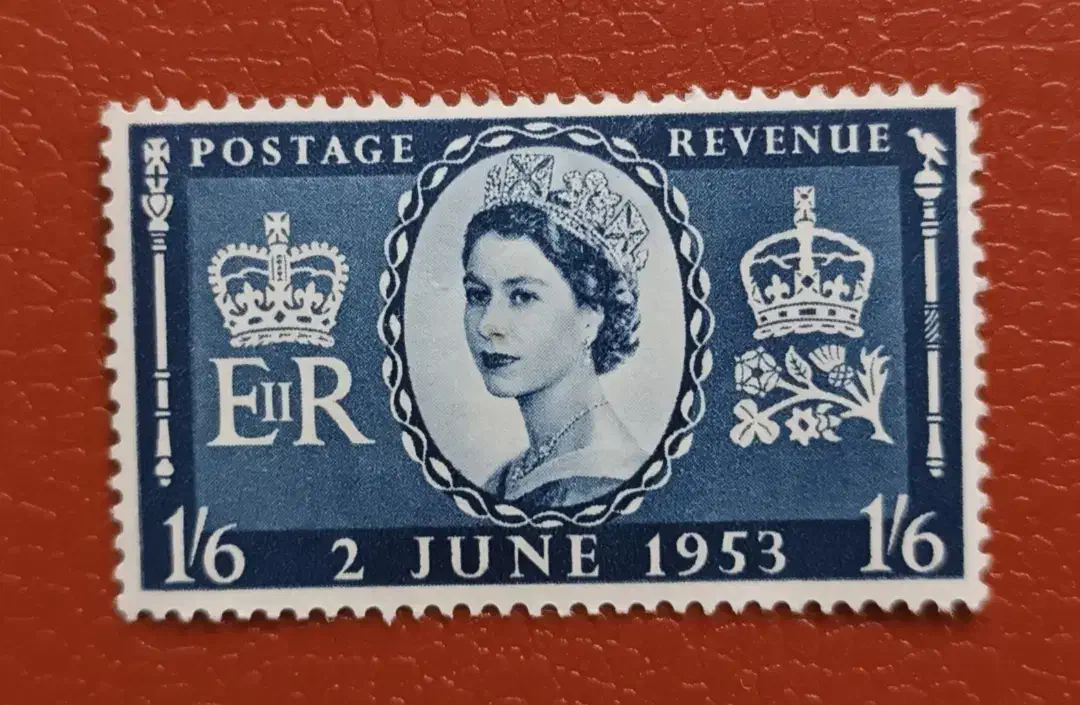 POSTAGE REVENUE
EIIR
1/6 2 JUNE 1953 1/6